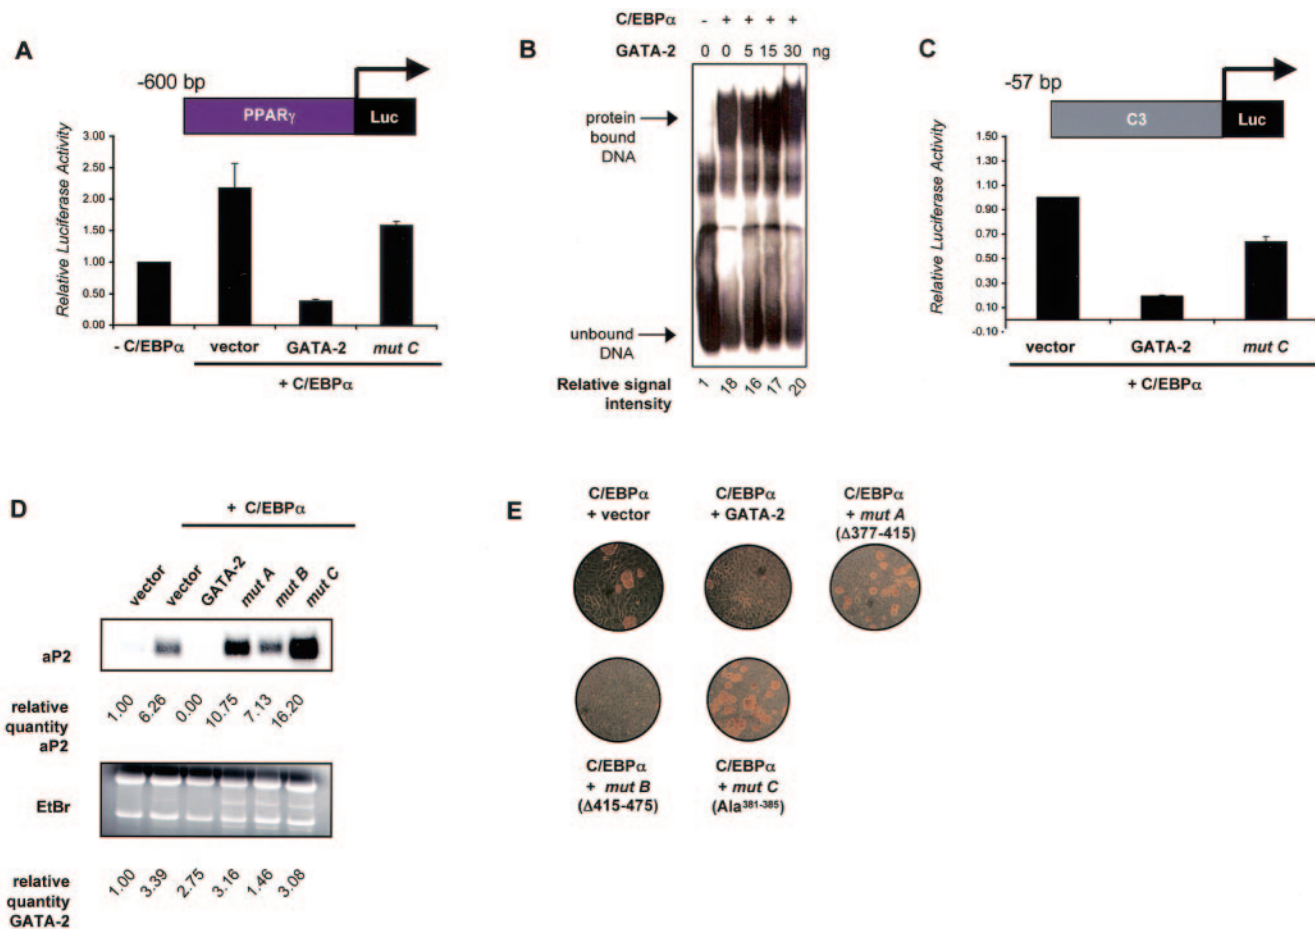 A
-600 bp
PPARγ
Luc
Relative Luciferase Activity
3.00
2.50
2.00
1.50
1.00
0.50
0.00
- C/EBPα
vector
GATA-2
mut C
+ C/EBPα
B
C/EBPα - + + + +
GATA-2 0 0 5 15 30 ng
protein
bound
DNA
unbound
DNA
Relative signal
intensity
1 18 16 17 20
C
-57 bp
C3
Luc
Relative Luciferase Activity
1.50
1.30
1.10
0.90
0.70
0.50
0.30
0.10
-0.10
vector
GATA-2
mut C
+ C/EBPα
D
+ C/EBPα
vector vector GATA-2 mut A mut B mut C
aP2
relative
quantity
aP2
1.00 6.26 0.00 10.75 7.13 16.20
EtBr
relative
quantity
GATA-2
1.00 3.39 2.75 3.16 1.46 3.08
E
C/EBPα
+ vector
C/EBPα
+ GATA-2
C/EBPα
+ mut A
(Δ377-415)
C/EBPα
+ mut B
(Δ415-475)
C/EBPα
+ mut C
(Ala381-385)